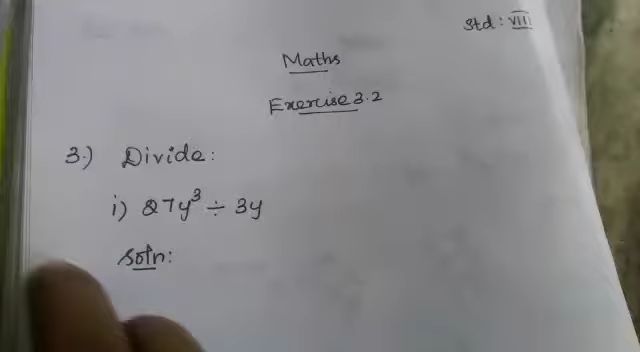 Std: VIII
Maths
Exercise 3.2
3.) Divide:
i) 27y³ ÷ 3y
Soln: